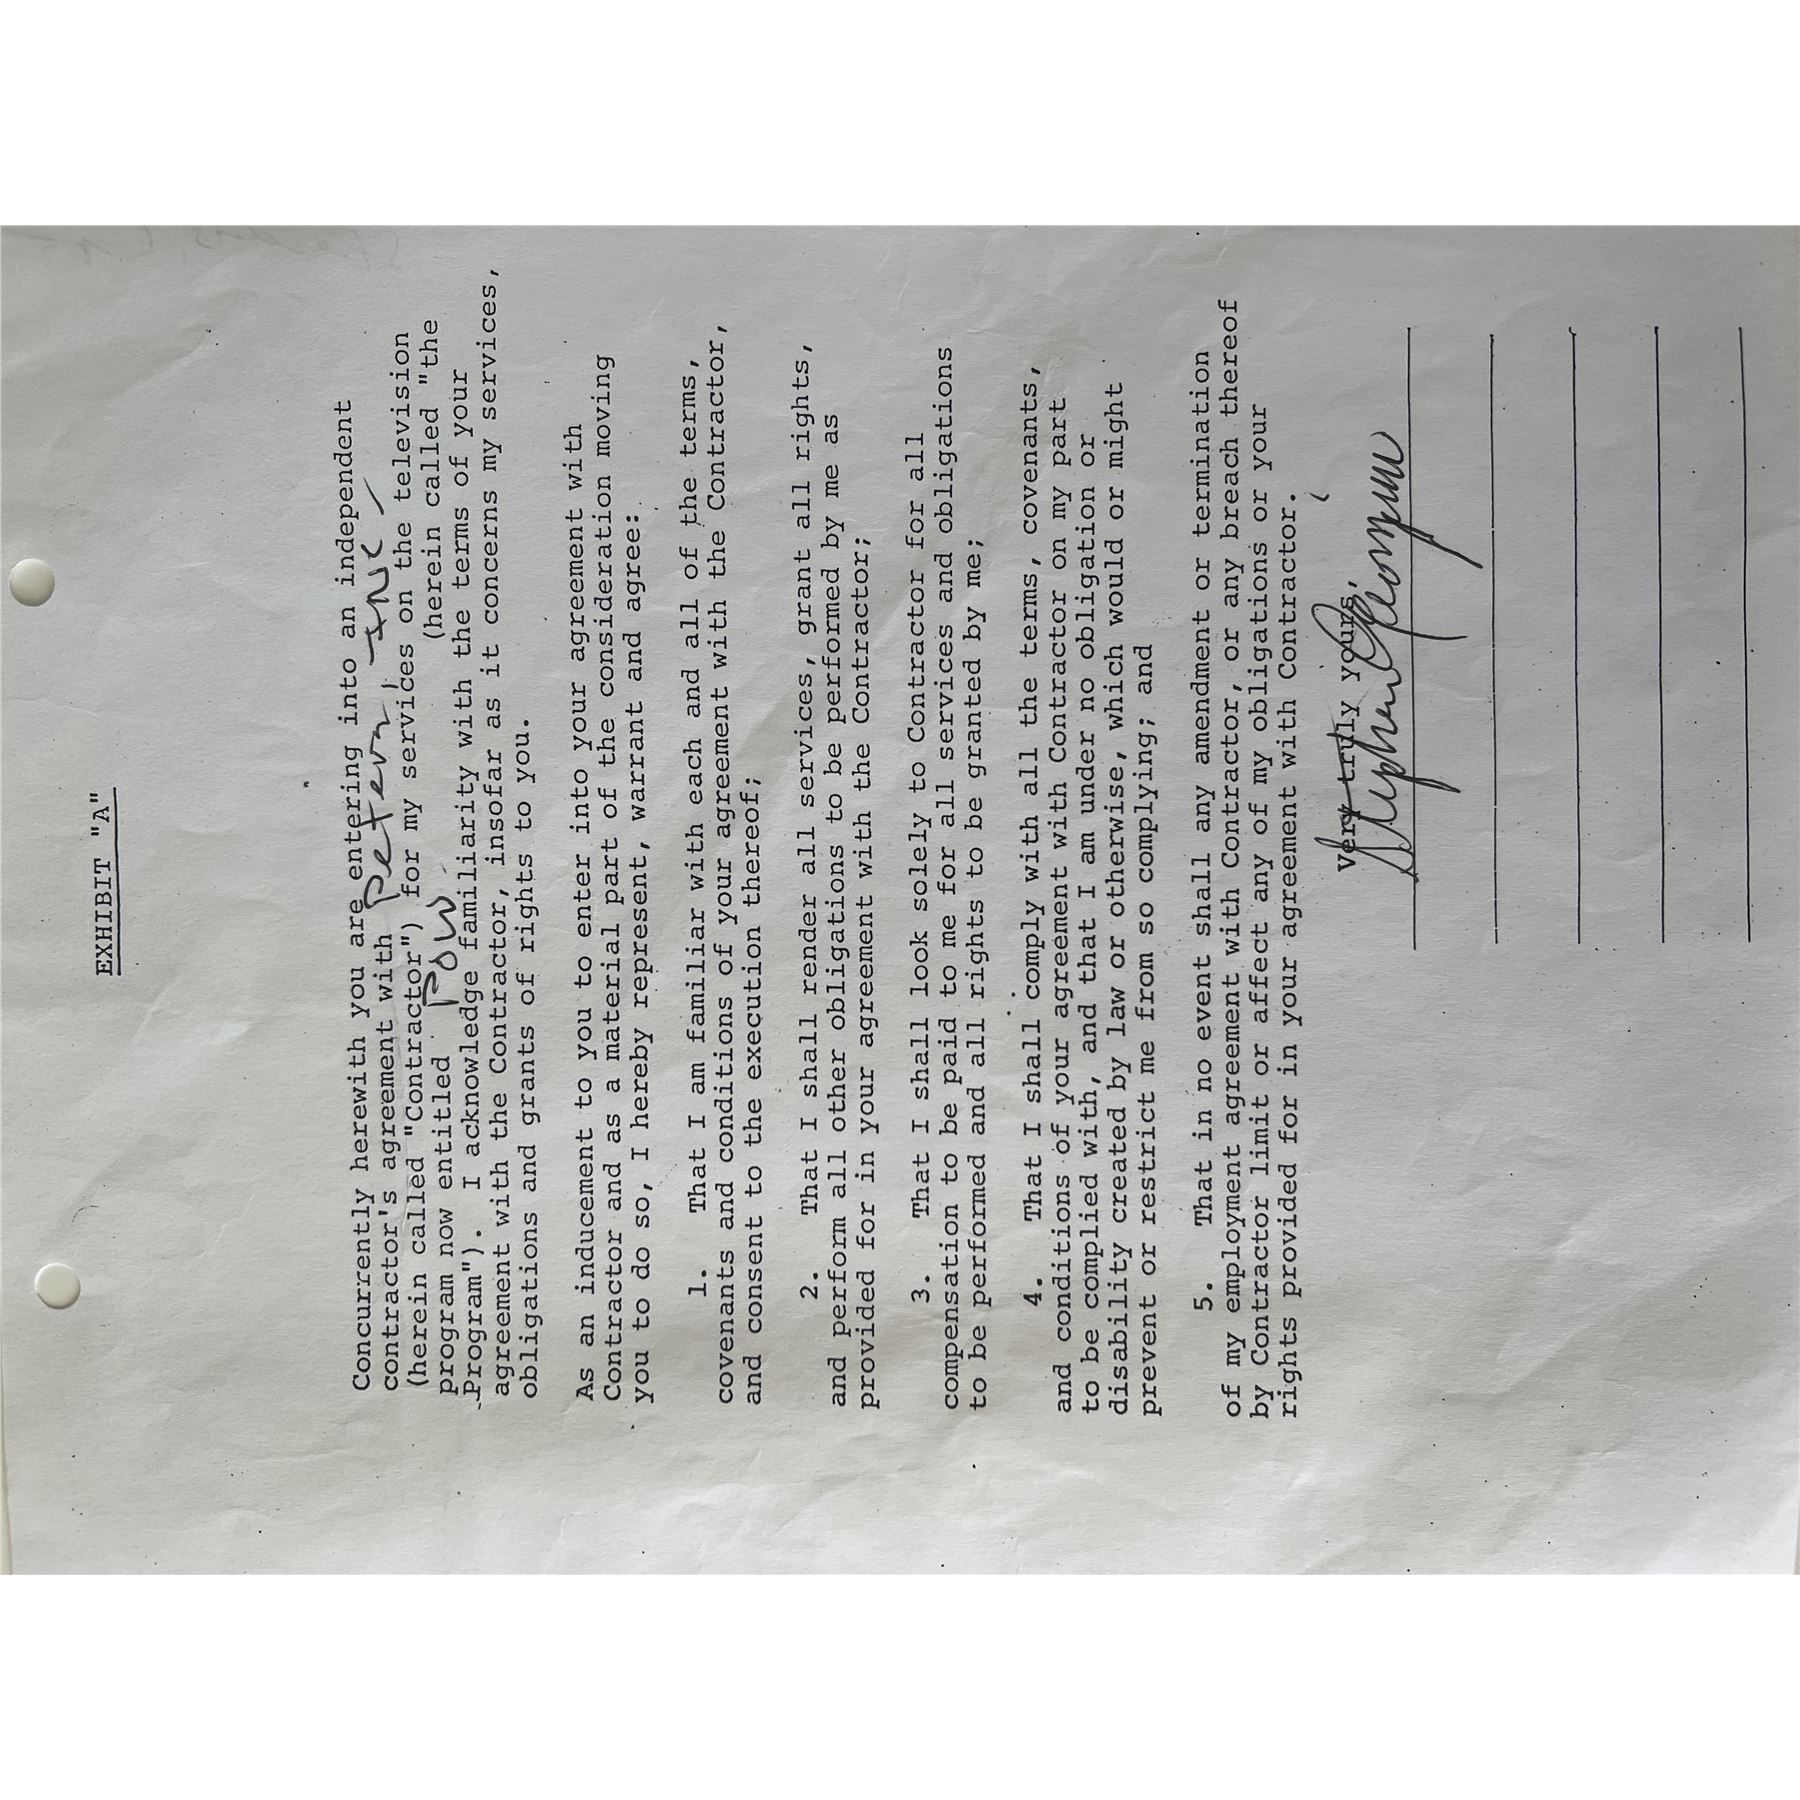 EXHIBIT "A"
Concurrently herewith you are entering into an independent
contractor's agreement with
(herein called "Contractor") for my services on the television
program now entitled POW (herein called "the
Program"). I acknowledge familiarity with the terms of your
agreement with the Contractor, insofar as it concerns my services,
obligations and grants of rights to you.
As an inducement to you to enter into your agreement with
Contractor and as a material part of the consideration moving
you to do so, I hereby represent, warrant and agree:
1. That I am familiar with each and all of the terms,
covenants and conditions of your agreement with the Contractor,
and consent to the execution thereof;
2. That I shall render all services, grant all rights,
and perform all other obligations to be performed by me as
provided for in your agreement with the Contractor;
3. That I shall look solely to Contractor for all
compensation to be paid to me for all services and obligations
to be performed and all rights to be granted by me;
4. That I shall comply with all the terms, covenants,
and conditions of your agreement with Contractor on my part
to be complied with, and that I am under no obligation or
disability created by law or otherwise, which would or might
prevent or restrict me from so complying; and
5. That in no event shall any amendment or termination
of my employment agreement with Contractor, or any breach thereof
by Contractor limit or affect any of my obligations or your
rights provided for in your agreement with Contractor.
Very truly yours,